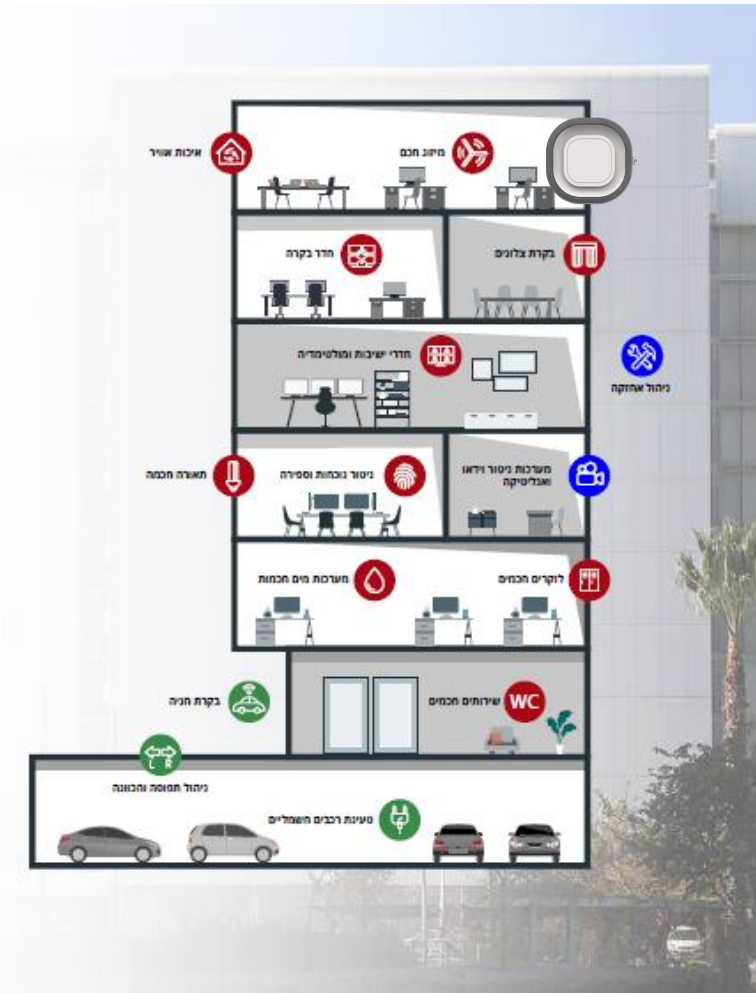 מיזוג חכם
איכות אוויר
בקרת צלונים
חדר בקרה
חדרי ישיבות ומולטימדיה
ניהול אחזקה
מערכות ניטור וידאו
ואנליטיקה
ניטור נוכחות וספירה
תאורה חכמה
לוקרים חכמים
מערכות מים חכמות
WC
שירותים חכמים
בקרת חניה
L R
ניהול תפוסה והכוונה
טעינת רכבים חשמליים